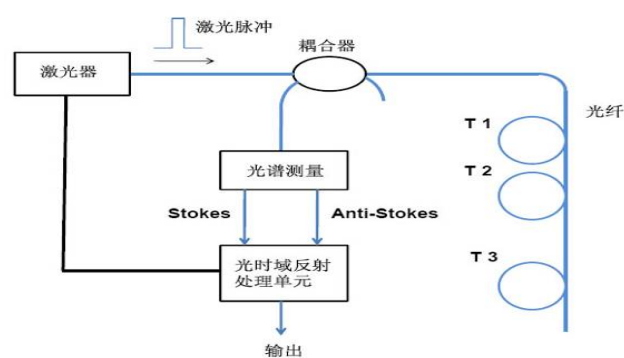 激光脉冲
耦合器
激光器
光纤
T 1
光谱测量
T 2
Stokes
Anti-Stokes
T 3
光时域反射
处理单元
输出